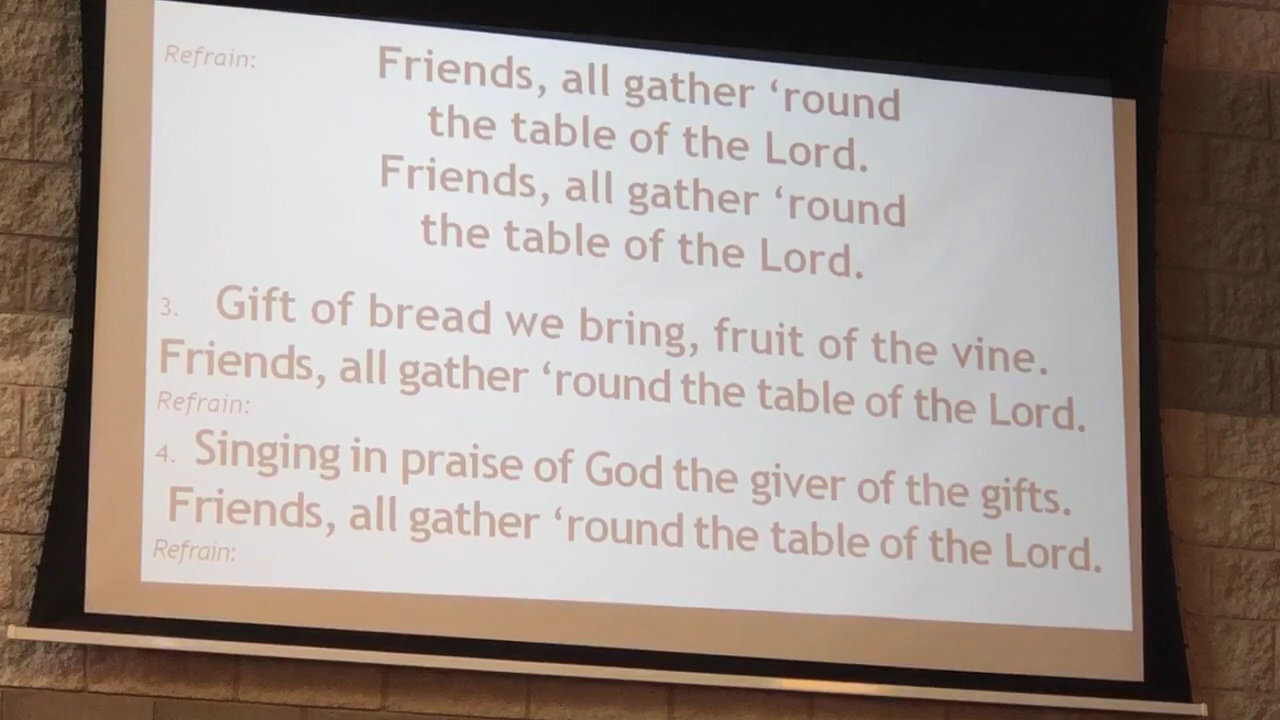 Refrain: Friends, all gather ‘round
the table of the Lord.
Friends, all gather ‘round
the table of the Lord.
3. Gift of bread we bring, fruit of the vine.
Friends, all gather ‘round the table of the Lord.
Refrain:
4. Singing in praise of God the giver of the gifts.
Friends, all gather ‘round the table of the Lord.
Refrain: